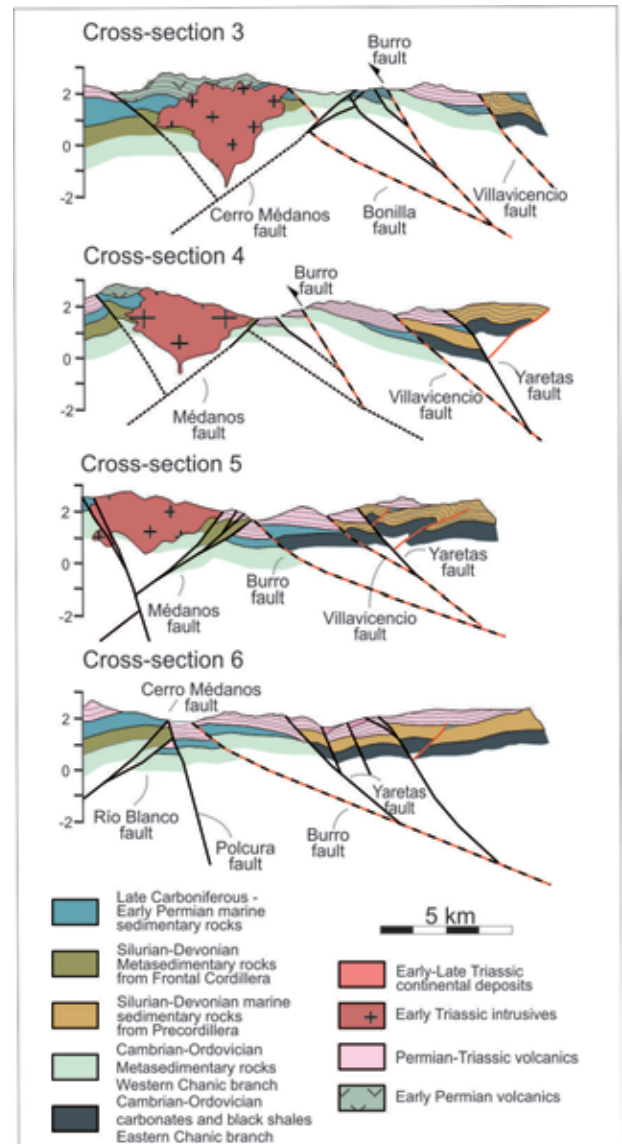 Cross-section 3
Burro
fault
2
0
-2
Cerro Médanos
fault
Bonilla
fault
Villavicencio
fault
Cross-section 4
Burro
fault
2
0
-2
Médanos
fault
Villavicencio
fault
Yaretas
fault
Cross-section 5
2
0
-2
Médanos
fault
Burro
fault
Villavicencio
fault
Yaretas
fault
Cross-section 6
Cerro Médanos
fault
2
0
-2
Río Blanco
fault
Polcura
fault
Burro
fault
Yaretas
fault
Late Carboniferous -
Early Permian marine
sedimentary rocks
Silurian-Devonian
Metasedimentary rocks
from Frontal Cordillera
Silurian-Devonian marine
sedimentary rocks
from Precordillera
Cambrian-Ordovician
Metasedimentary rocks
Western Chanic branch
Cambrian-Ordovician
carbonates and black shales
Eastern Chanic branch
5 km
Early-Late Triassic
continental deposits
Early Triassic intrusives
Permian-Triassic volcanics
Early Permian volcanics